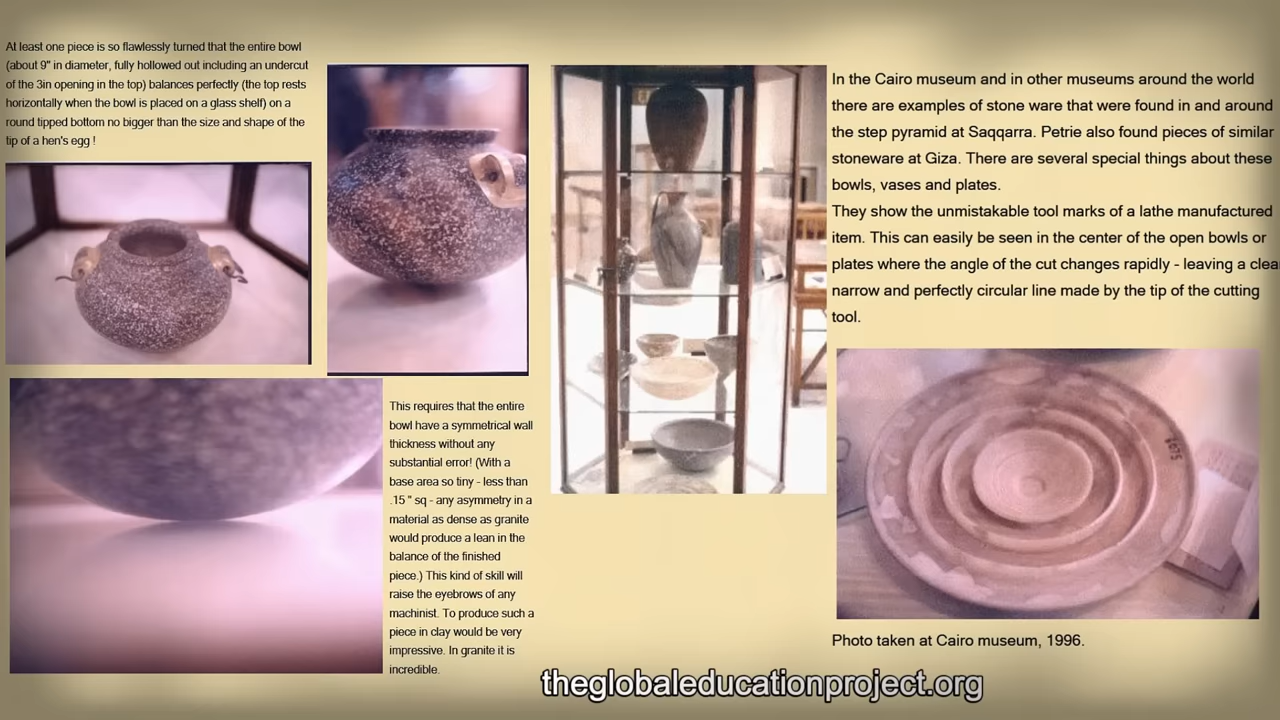 At least one piece is so flawlessly turned that the entire bowl
(about 9" in diameter, fully hollowed out including an undercut
of the 3in opening in the top) balances perfectly (the top rests
horizontally when the bowl is placed on a glass shelf) on a
round tipped bottom no bigger than the size and shape of the
tip of a hen's egg !
This requires that the entire
bowl have a symmetrical wall
thickness without any
substantial error! (With a
base area so tiny - less than
.15 " sq - any asymmetry in a
material as dense as granite
would produce a lean in the
balance of the finished
piece.) This kind of skill will
raise the eyebrows of any
machinist. To produce such a
piece in clay would be very
impressive. In granite it is
incredible.
In the Cairo museum and in other museums around the world
there are examples of stone ware that were found in and around
the step pyramid at Saqqarra. Petrie also found pieces of similar
stoneware at Giza. There are several special things about these
bowls, vases and plates.
They show the unmistakable tool marks of a lathe manufactured
item. This can easily be seen in the center of the open bowls or
plates where the angle of the cut changes rapidly - leaving a clea
narrow and perfectly circular line made by the tip of the cutting
tool.
Photo taken at Cairo museum, 1996.
theglobaleducationproject.org